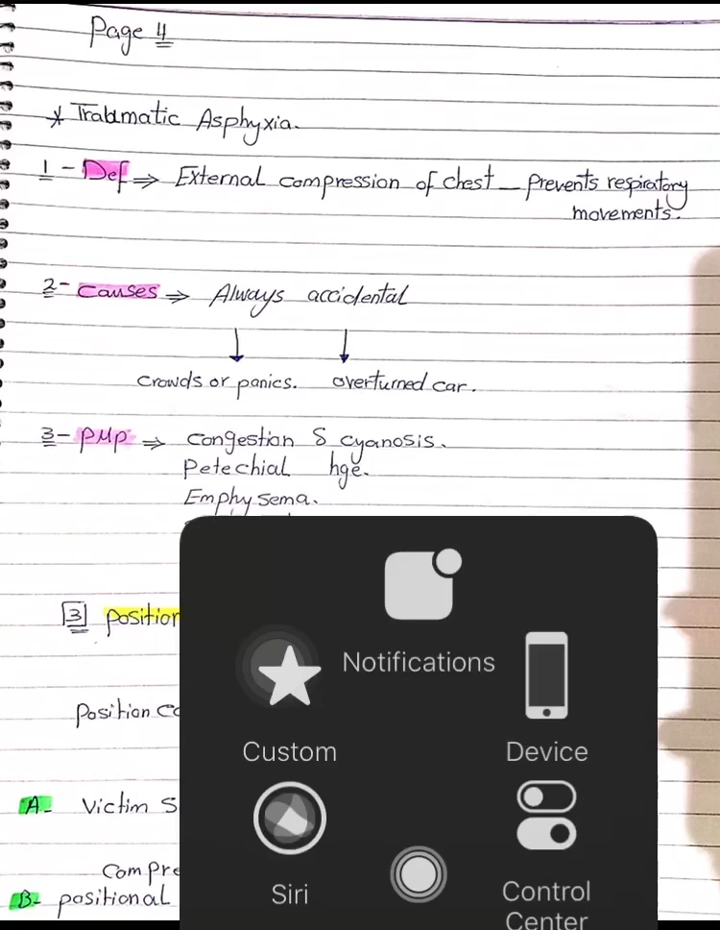 Page 4
* Traumatic Asphyxia.
1 - Def ⇒ External compression of chest _ prevents respiratory
movements.
2- causes ⇒ Always accidental
crowds or panics. overturned car.
3- PMP ⇒ congestion & cyanosis.
Petechial hge.
Emphysema.
3 position
Notifications
Position
Custom Device
A- Victim
Siri Control
Center
Compre
B- positional